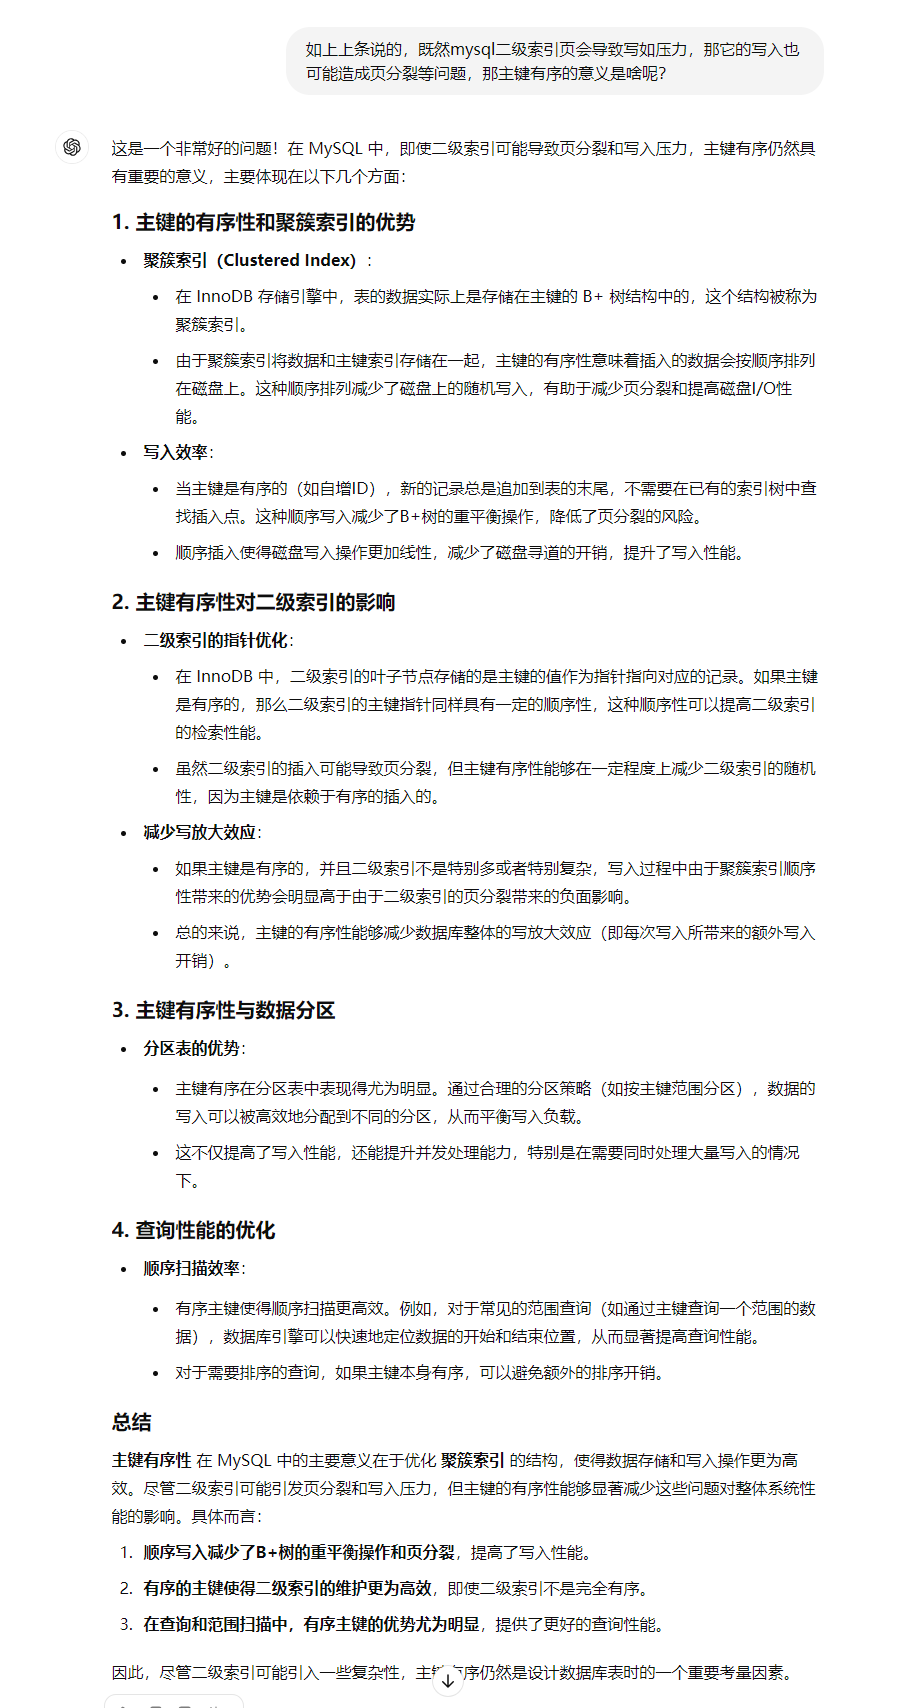 如上上条说的，既然mysql二级索引页会导致写如压力，那它的写入也
可能造成页分裂等问题，那主键有序的意义是啥呢？
这是一个非常好的问题！在 MySQL 中，即使二级索引可能导致页分裂和写入压力，主键有序仍然具
有重要的意义，主要体现在以下几个方面：
1. 主键的有序性和聚簇索引的优势
• 聚簇索引（Clustered Index）：
• 在 InnoDB 存储引擎中，表的数据实际上是存储在主键的 B+ 树结构中的，这个结构被称为
聚簇索引。
• 由于聚簇索引将数据和主键索引存储在一起，主键的有序性意味着插入的数据会按顺序排列
在磁盘上。这种顺序排列减少了磁盘上的随机写入，有助于减少页分裂和提高磁盘I/O性
能。
• 写入效率：
• 当主键是有序的（如自增ID），新的记录总是追加到表的末尾，不需要在已有的索引树中查
找插入点。这种顺序写入减少了B+树的重平衡操作，降低了页分裂的风险。
• 顺序插入使得磁盘写入操作更加线性，减少了磁盘寻道的开销，提升了写入性能。
2. 主键有序性对二级索引的影响
• 二级索引的指针优化：
• 在 InnoDB 中，二级索引的叶子节点存储的是主键的值作为指针指向对应的记录。如果主键
是有序的，那么二级索引的主键指针同样具有一定的顺序性，这种顺序性可以提高二级索引
的检索性能。
• 虽然二级索引的插入可能导致页分裂，但主键有序性能够在一定程度上减少二级索引的随机
性，因为主键是依赖于有序的插入的。
• 减少写放大效应：
• 如果主键是有序的，并且二级索引不是特别多或者特别复杂，写入过程中由于聚簇索引顺序
性带来的优势会明显高于由于二级索引的页分裂带来的负面影响。
• 总的来说，主键的有序性能够减少数据库整体的写放大效应（即每次写入所带来的额外写入
开销）。
3. 主键有序性与数据分区
• 分区表的优势：
• 主键有序在分区表中表现得尤为明显。通过合理的分区策略（如按主键范围分区），数据的
写入可以被高效地分配到不同的分区，从而平衡写入负载。
• 这不仅提高了写入性能，还能提升并发处理能力，特别是在需要同时处理大量写入的情况
下。
4. 查询性能的优化
• 顺序扫描效率：
• 有序主键使得顺序扫描更高效。例如，对于常见的范围查询（如通过主键查询一个范围的数
据），数据库引擎可以快速地定位数据的开始和结束位置，从而显著提高查询性能。
• 对于需要排序的查询，如果主键本身有序，可以避免额外的排序开销。
总结
主键有序性 在 MySQL 中的主要意义在于优化 聚簇索引 的结构，使得数据存储和写入操作更为高
效。尽管二级索引可能引发页分裂和写入压力，但主键的有序性能够显著减少这些问题对整体系统性
能的影响。具体而言：
1. 顺序写入减少了B+树的重平衡操作和页分裂，提高了写入性能。
2. 有序的主键使得二级索引的维护更为高效，即使二级索引不是完全有序。
3. 在查询和范围扫描中，有序主键的优势尤为明显，提供了更好的查询性能。
因此，尽管二级索引可能引入一些复杂性，主键有序仍然是设计数据库表时的一个重要考量因素。